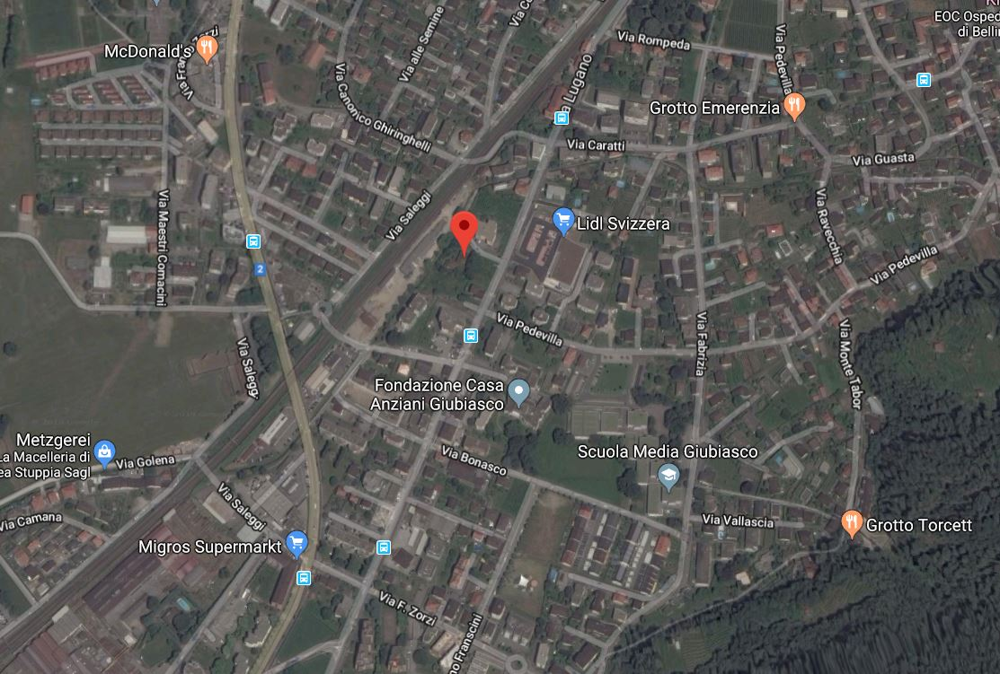 EOC Osped
di Bellin
McDonald's
Via Franco Zorzi
Via alle Semine
Via Co
Via Rompeda
Via Pedevilla
Via Lugano
Via Canonico Ghiringhelli
Grotto Emerenzia
Via Caratti
Via Guasta
Via Maestri Comacini
Via Saleggi
Lidl Svizzera
Via Ravecchia
Via Pedevilla
2
Via Pedevilla
Via Fabrizia
Via Monte Tabor
Via Saleggi
Fondazione Casa
Anziani Giubiasco
Metzgerei
La Macelleria di
ea Stuppia Sagl
Via Golena
Via Bonasco
Scuola Media Giubiasco
Via Saleggi
Via Camana
Via Vallascia
Grotto Torcett
Migros Supermarkt
Via F. Zorzi
no Franscini